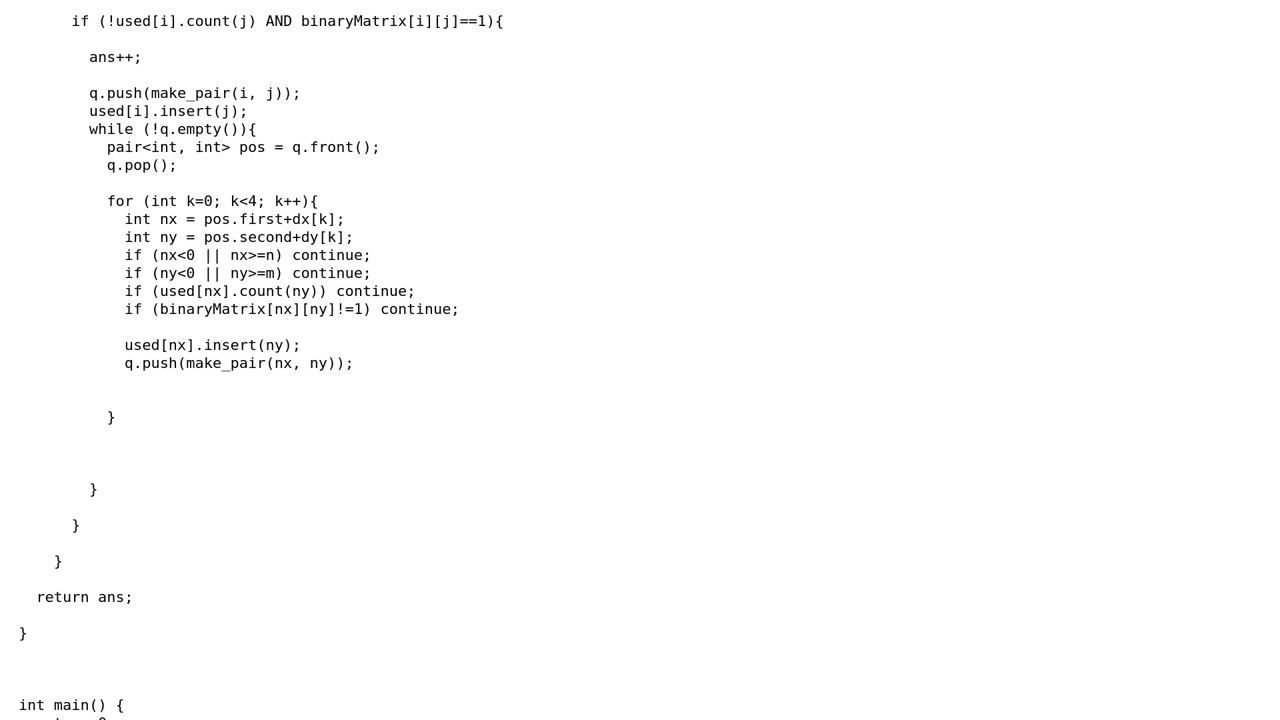 if (!used[i].count(j) AND binaryMatrix[i][j]==1){
ans++;
q.push(make_pair(i, j));
used[i].insert(j);
while (!q.empty()){
pair<int, int> pos = q.front();
q.pop();
for (int k=0; k<4; k++){
int nx = pos.first+dx[k];
int ny = pos.second+dy[k];
if (nx<0 || nx>=n) continue;
if (ny<0 || ny>=m) continue;
if (used[nx].count(ny)) continue;
if (binaryMatrix[nx][ny]!=1) continue;
used[nx].insert(ny);
q.push(make_pair(nx, ny));
}
}
}
}
return ans;
}
int main() {